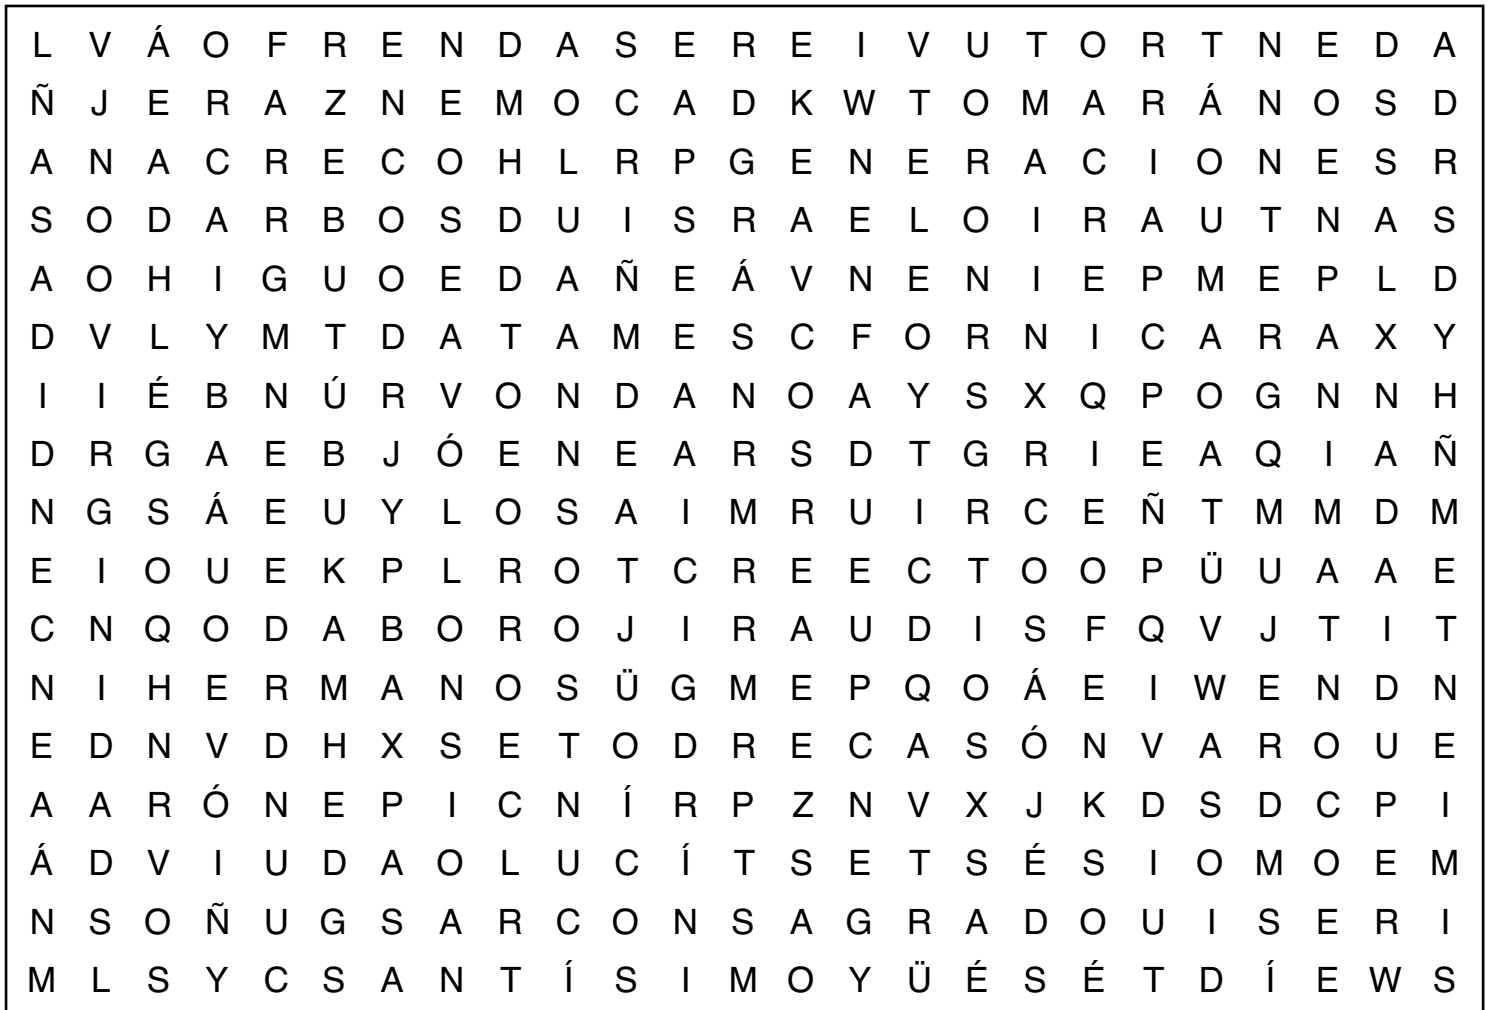 L V Á O F R E N D A S E R E I V U T O R T N E D A
Ñ J E R A Z N E M O C A D K W T O M A R Á N O S D
A N A C R E C O H L R P G E N E R A C I O N E S R
S O D A R B O S D U I S R A E L O I R A U T N A S
A O H I G U O E D A Ñ E Á V N E N I E P M E P L D
D V L Y M T D A T A M E S C F O R N I C A R A X Y
I I É B N Ú R V O N D A N O A Y S X Q P O G N N H
D R G A E B J Ó E N E A R S D T G R I E A Q I A Ñ
N G S Á E U Y L O S A I M R U I R C E Ñ T M M D M
E I O U E K P L R O T C R E E C T O O P Ü U A A E
C N Q O D A B O R O J I R A U D I S F Q V J T I T
N I H E R M A N O S Ü G M E P Q O Á E I W E N D N
E D N V D H X S E T O D R E C A S Ó N V A R O U E
A A R Ó N E P I C N Í R P Z N V X J K D S D C P I
Á D V I U D A O L U C Í T S E T S É S I O M O E M
N S O Ñ U G S A R C O N S A G R A D O U I S E R I
M L S Y C S A N T Í S I M O Y Ü É S É T D Í E W S